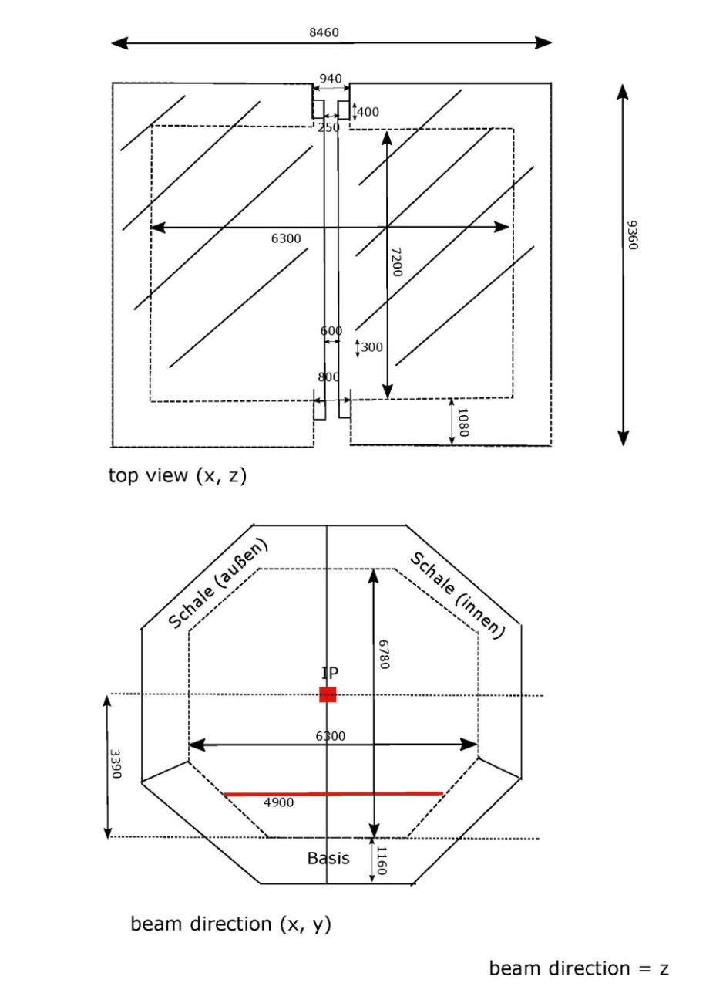 8460
940
400
250
6300
7200
9360
600
300
800
1080
top view (x, z)
Schale (außen)
Schale (innen)
6780
IP
6300
3390
4900
Basis
1160
beam direction (x, y)
beam direction = z